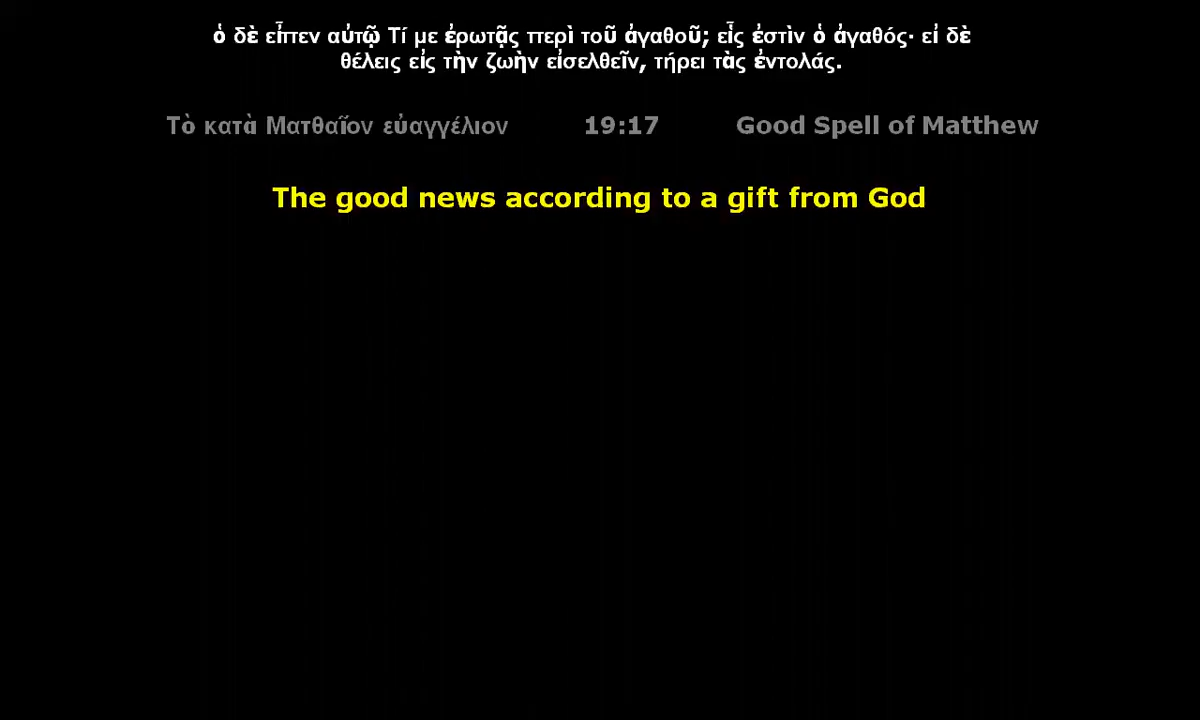 ὁ δὲ εἶπεν αὐτῷ Τί με ἐρωτᾷς περὶ τοῦ ἀγαθοῦ; εἷς ἐστὶν ὁ ἀγαθός· εἰ δὲ
θέλεις εἰς τὴν ζωὴν εἰσελθεῖν, τήρει τὰς ἐντολάς.
Τὸ κατὰ Ματθαῖον εὐαγγέλιον 19:17 Good Spell of Matthew
The good news according to a gift from God